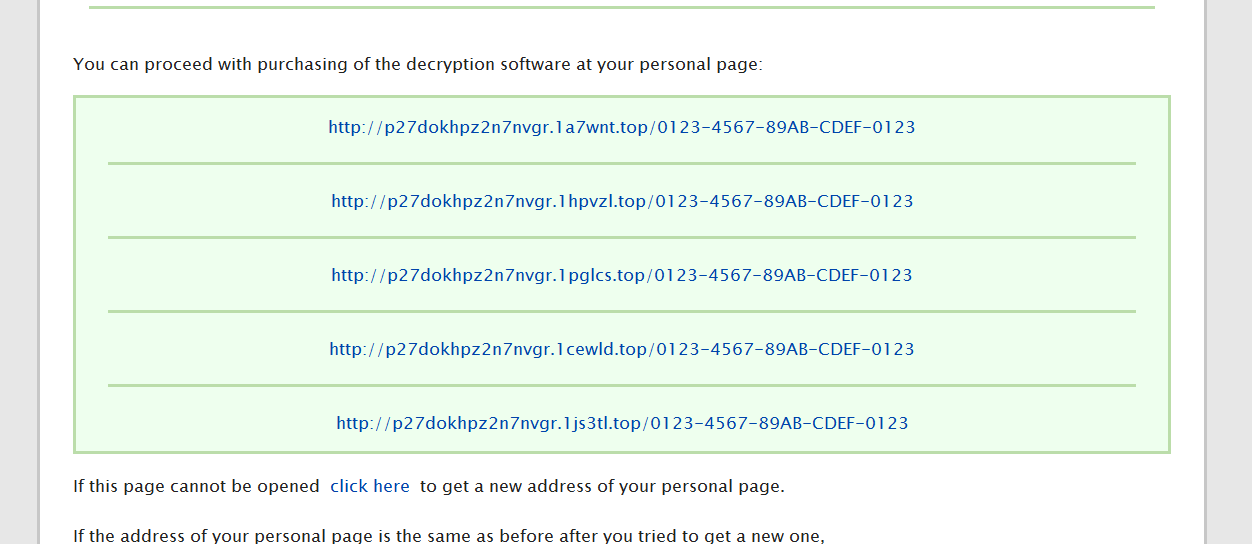 You can proceed with purchasing of the decryption software at your personal page:
http://p27dokhpz2n7nvgr.1a7wnt.top/0123-4567-89AB-CDEF-0123
http://p27dokhpz2n7nvgr.1hpvzl.top/0123-4567-89AB-CDEF-0123
http://p27dokhpz2n7nvgr.1pglcs.top/0123-4567-89AB-CDEF-0123
http://p27dokhpz2n7nvgr.1cewld.top/0123-4567-89AB-CDEF-0123
http://p27dokhpz2n7nvgr.1js3tl.top/0123-4567-89AB-CDEF-0123
If this page cannot be opened click here to get a new address of your personal page.
If the address of your personal page is the same as before after you tried to get a new one,